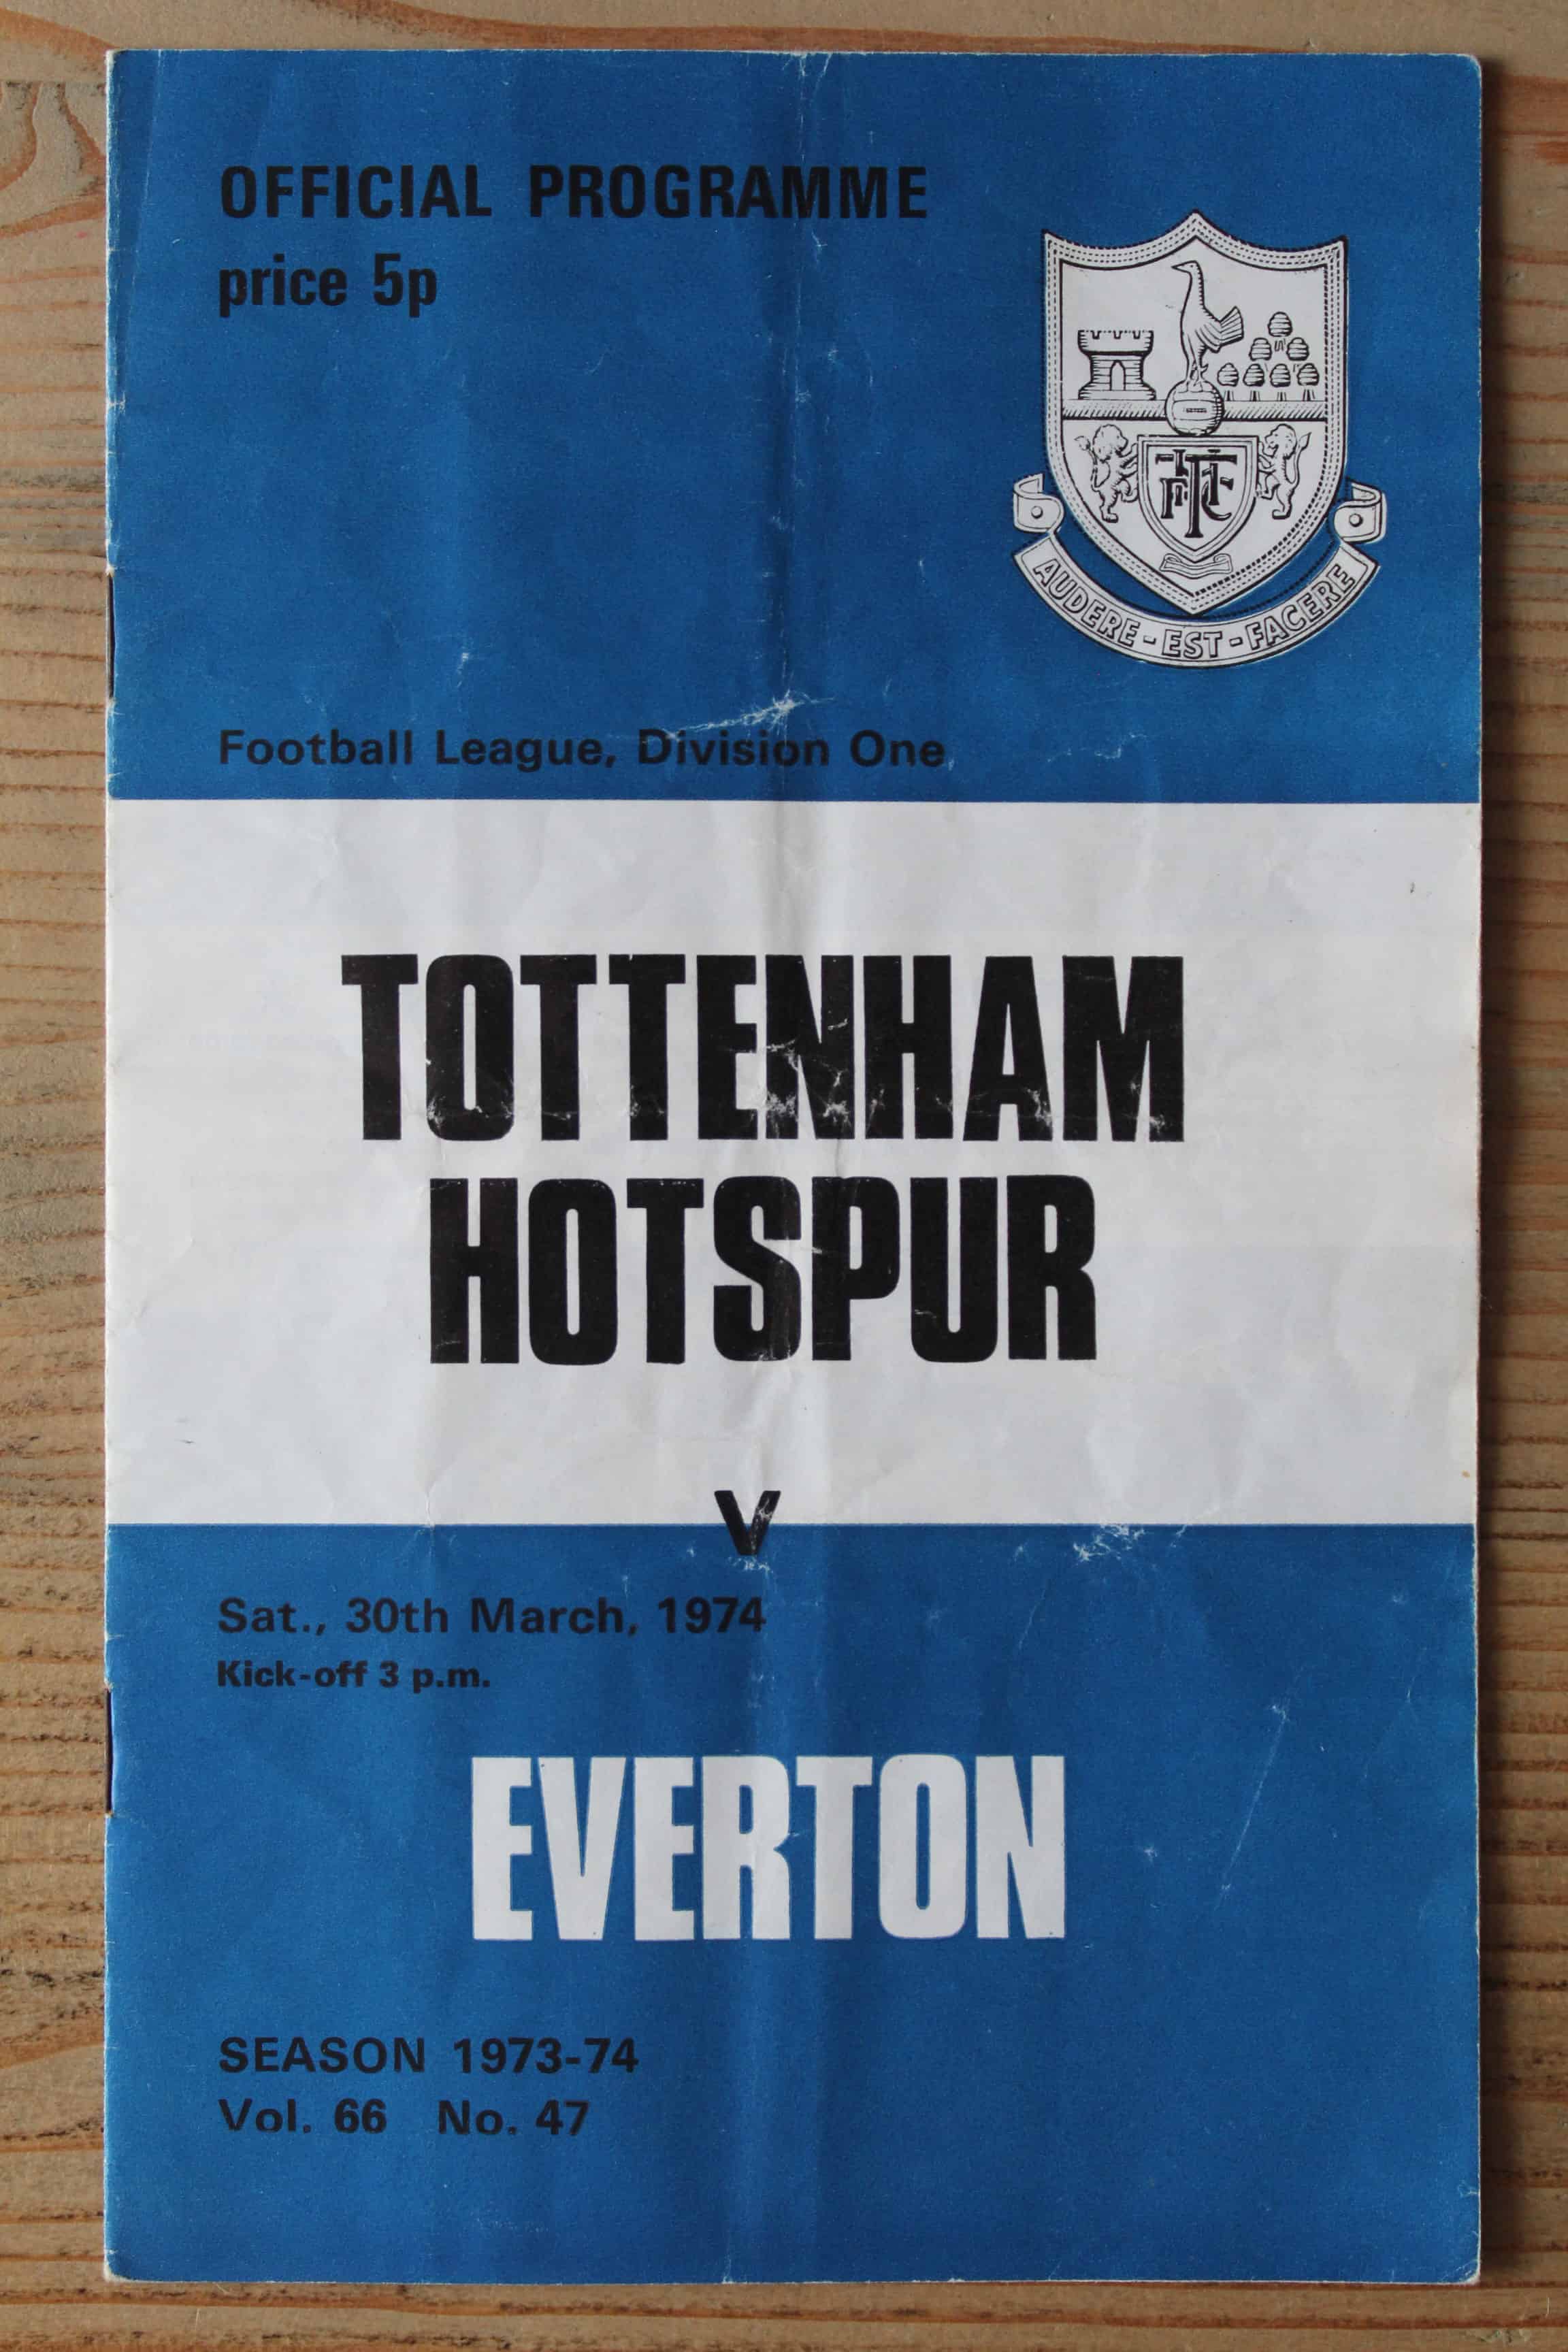 OFFICIAL PROGRAMME
price 5p
AUDERE - EST - FACERE
Football League, Division One
TOTTENHAM
HOTSPUR
v
Sat., 30th March, 1974
Kick-off 3 p.m.
EVERTON
SEASON 1973-74
Vol. 66 No. 47